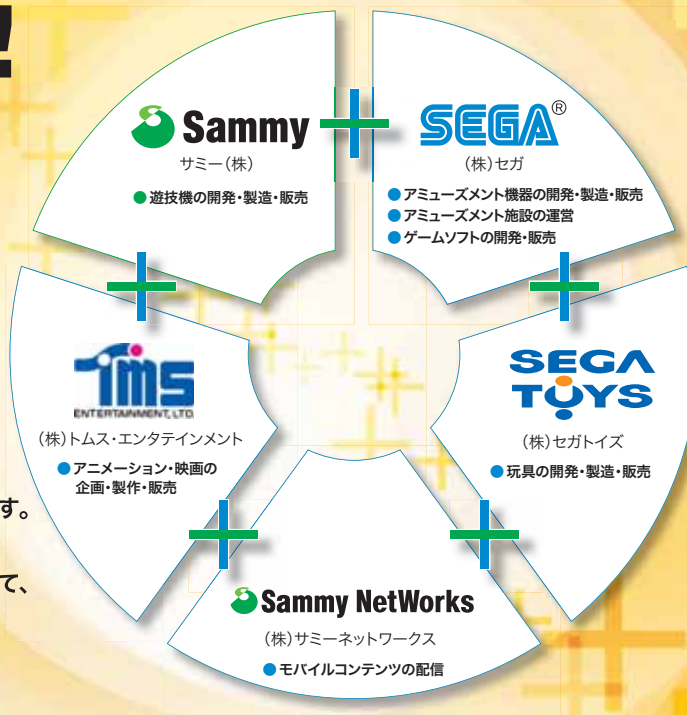 !
Sammy
サミー(株)
●遊技機の開発・製造・販売
SEGA®
(株)セガ
●アミューズメント機器の開発・製造・販売
●アミューズメント施設の運営
●ゲームソフトの開発・販売
TMS
ENTERTAINMENT, LTD.
(株)トムス・エンタテインメント
●アニメーション・映画の
企画・製作・販売
SEGA
TOYS
(株)セガトイズ
●玩具の開発・製造・販売
す。
て、
Sammy NetWorks
(株)サミーネットワークス
●モバイルコンテンツの配信